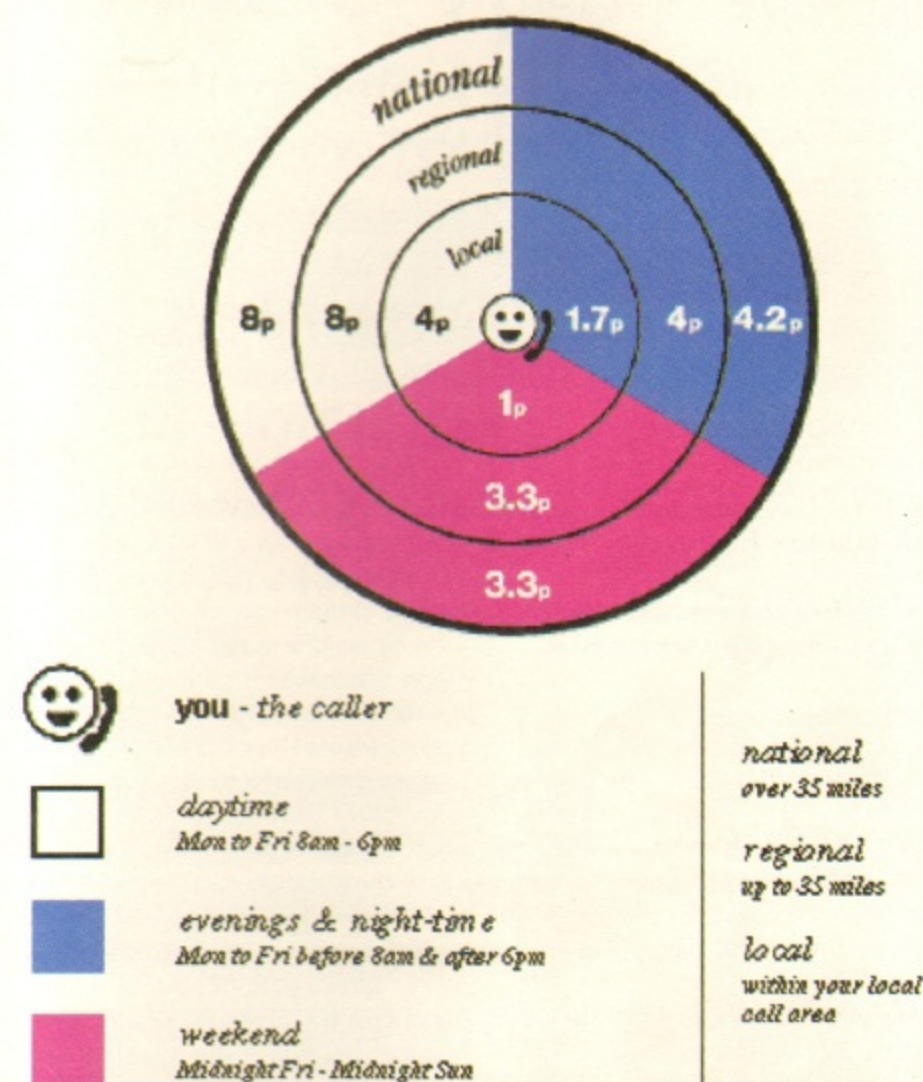 national
regional
local
8p 8p 4p 1.7p 4p 4.2p
1p
3.3p
3.3p
you - the caller
daytime
Mon to Fri 8am - 6pm
evenings & night-time
Mon to Fri before 8am & after 6pm
weekend
Midnight Fri - Midnight Sun
national
over 35 miles
regional
up to 35 miles
local
within your local
call area